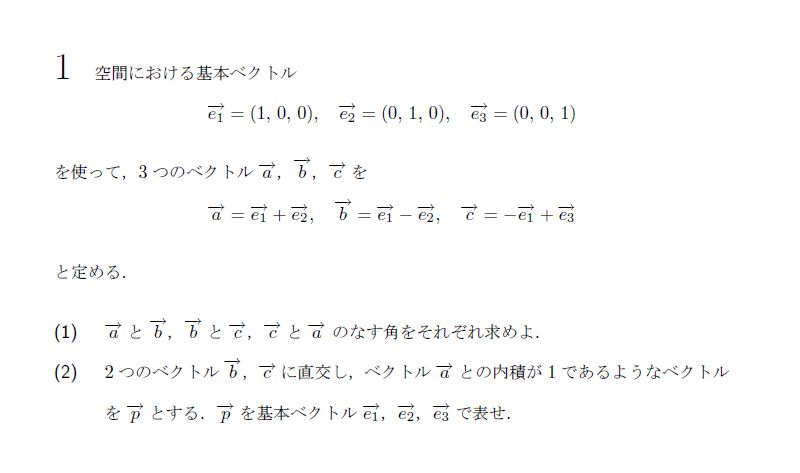 1 空間における基本ベクトル
$\overrightarrow{e_1} = (1, 0, 0), \quad \overrightarrow{e_2} = (0, 1, 0), \quad \overrightarrow{e_3} = (0, 0, 1)$
を使って，3 つのベクトル $\overrightarrow{a}$，$\overrightarrow{b}$，$\overrightarrow{c}$ を
$\overrightarrow{a} = \overrightarrow{e_1} + \overrightarrow{e_2}, \quad \overrightarrow{b} = \overrightarrow{e_1} - \overrightarrow{e_2}, \quad \overrightarrow{c} = -\overrightarrow{e_1} + \overrightarrow{e_3}$
と定める．
(1) $\overrightarrow{a}$ と $\overrightarrow{b}$，$\overrightarrow{b}$ と $\overrightarrow{c}$，$\overrightarrow{c}$ と $\overrightarrow{a}$ のなす角をそれぞれ求めよ．
(2) 2 つのベクトル $\overrightarrow{b}$，$\overrightarrow{c}$ に直交し，ベクトル $\overrightarrow{a}$ との内積が 1 であるようなベクトル
を $\overrightarrow{p}$ とする．$\overrightarrow{p}$ を基本ベクトル $\overrightarrow{e_1}$，$\overrightarrow{e_2}$，$\overrightarrow{e_3}$ で表せ．